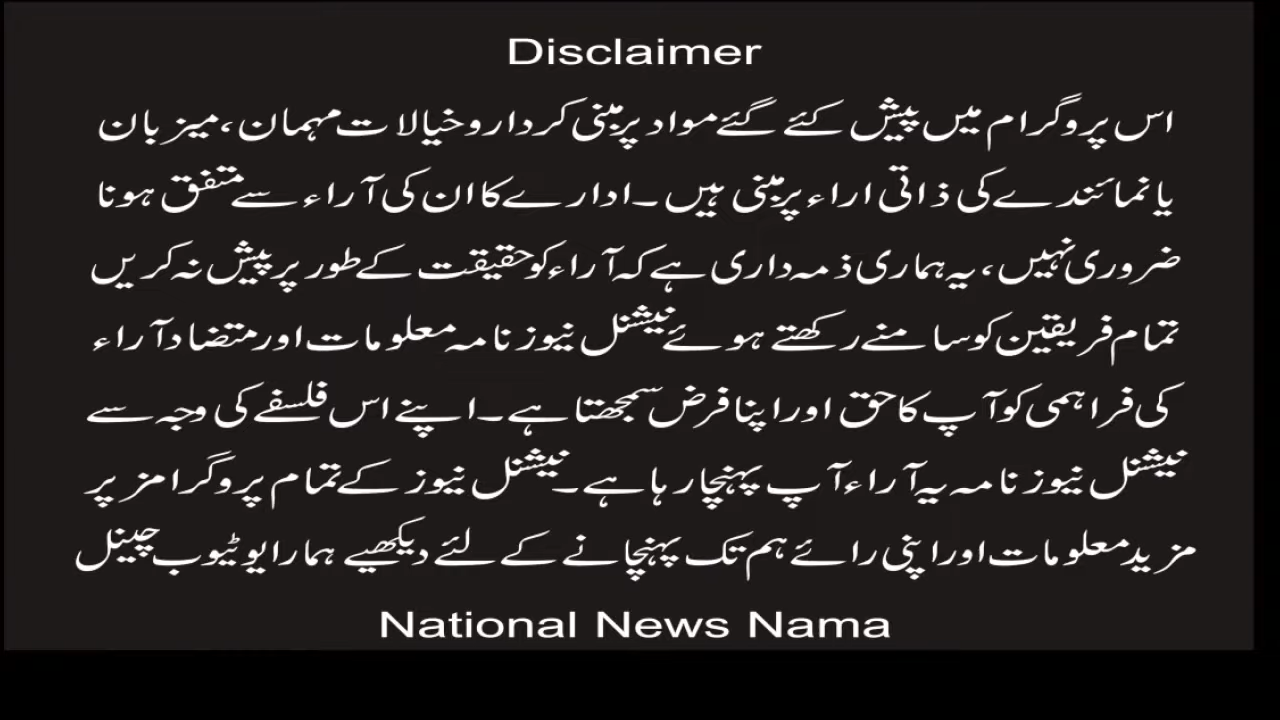 Disclaimer
اس پروگرام میں پیش کئے گئے مواد پر مبنی کردار و خیالات مہمان، میزبان
یا نمائندے کی ذاتی اراء پر مبنی ہیں۔ ادارے کا ان کی آراء سے متفق ہونا
ضروری نہیں، یہ ہماری ذمہ داری ہے کہ آراء کو حقیقت کے طور پر پیش نہ کریں
تمام فریقین کو سامنے رکھتے ہوئے نیشنل نیوز نامہ معلومات اور متضاد آراء
کی فراہمی کو آپ کا حق اور اپنا فرض سمجھتا ہے۔ اپنے اس فلسفے کی وجہ سے
نیشنل نیوز نامہ یہ آراء آپ پہنچا رہا ہے۔ نیشنل نیوز کے تمام پروگرامز پر
مزید معلومات اور اپنی رائے ہم تک پہنچانے کے لئے دیکھیے ہمارا یوٹیوب چینل
National News Nama